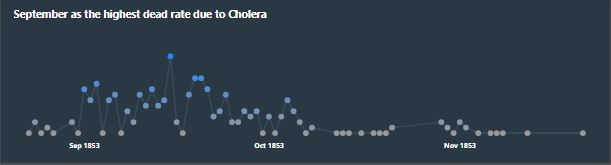 September as the highest dead rate due to Cholera
Sep 1853
Oct 1853
Nov 1853